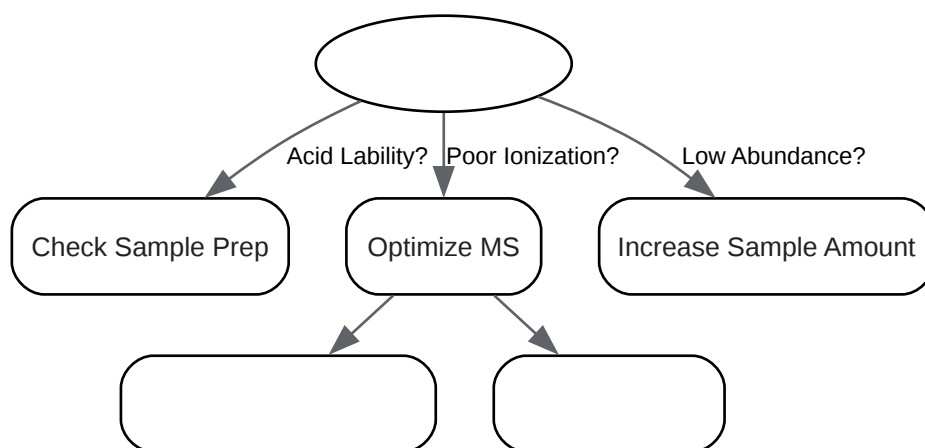 Acid Lability?
Poor Ionization?
Low Abundance?
Check Sample Prep
Optimize MS
Increase Sample Amount